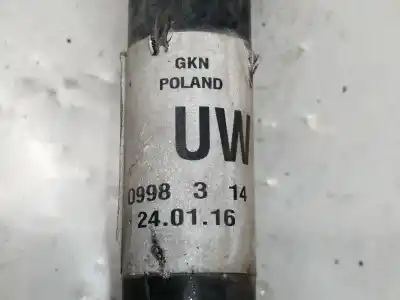 GKN
POLAND
UW
0998 3 14
24.01.16